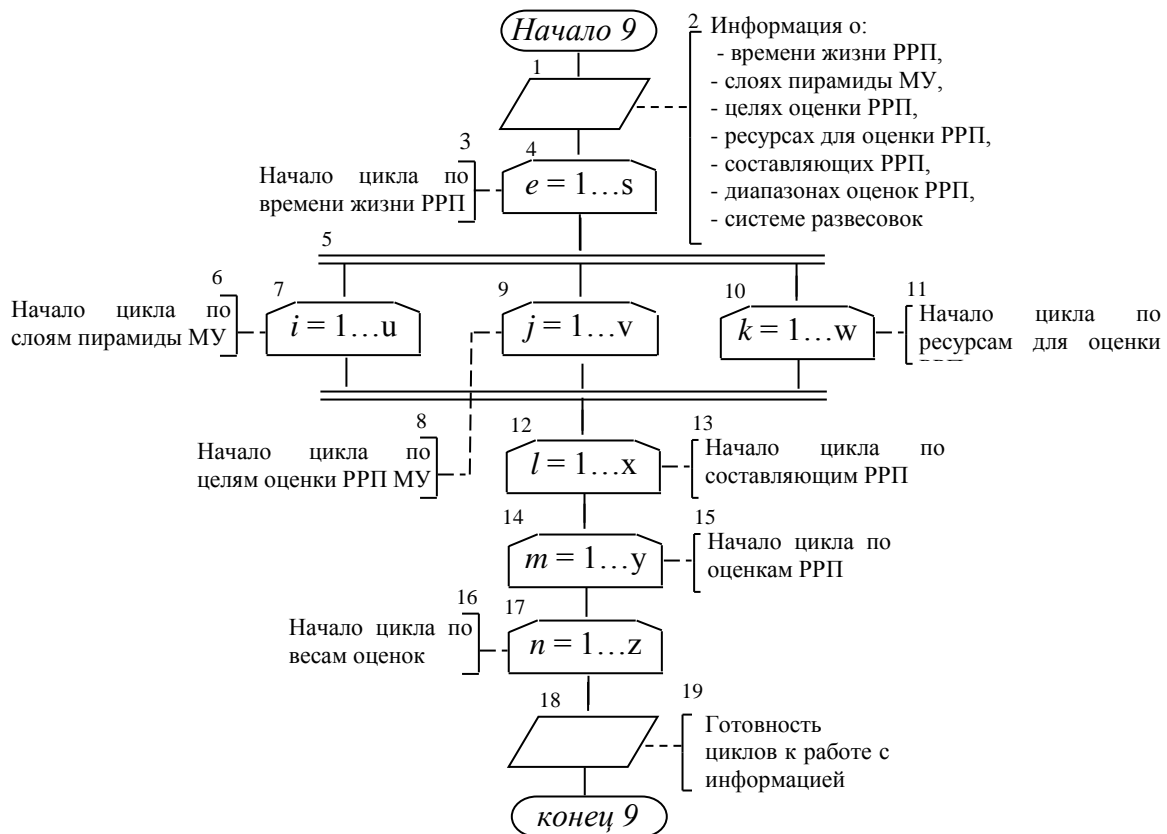 Начало 9
1
2
Информация о:
- времени жизни РРП,
- слоях пирамиды МУ,
- целях оценки РРП,
- ресурсах для оценки РРП,
- составляющих РРП,
- диапазонах оценок РРП,
- системе развесовок
3
Начало цикла по
времени жизни РРП
4
e = 1…s
5
6
Начало цикла по
слоям пирамиды МУ
7
i = 1…u
9
j = 1…v
10
k = 1…w
11
Начало цикла по
ресурсам для оценки
8
Начало цикла по
целям оценки РРП МУ
12
l = 1…x
13
Начало цикла по
составляющим РРП
14
m = 1…y
15
Начало цикла по
оценкам РРП
16
Начало цикла по
весам оценок
17
n = 1…z
18
19
Готовность
циклов к работе с
информацией
конец 9